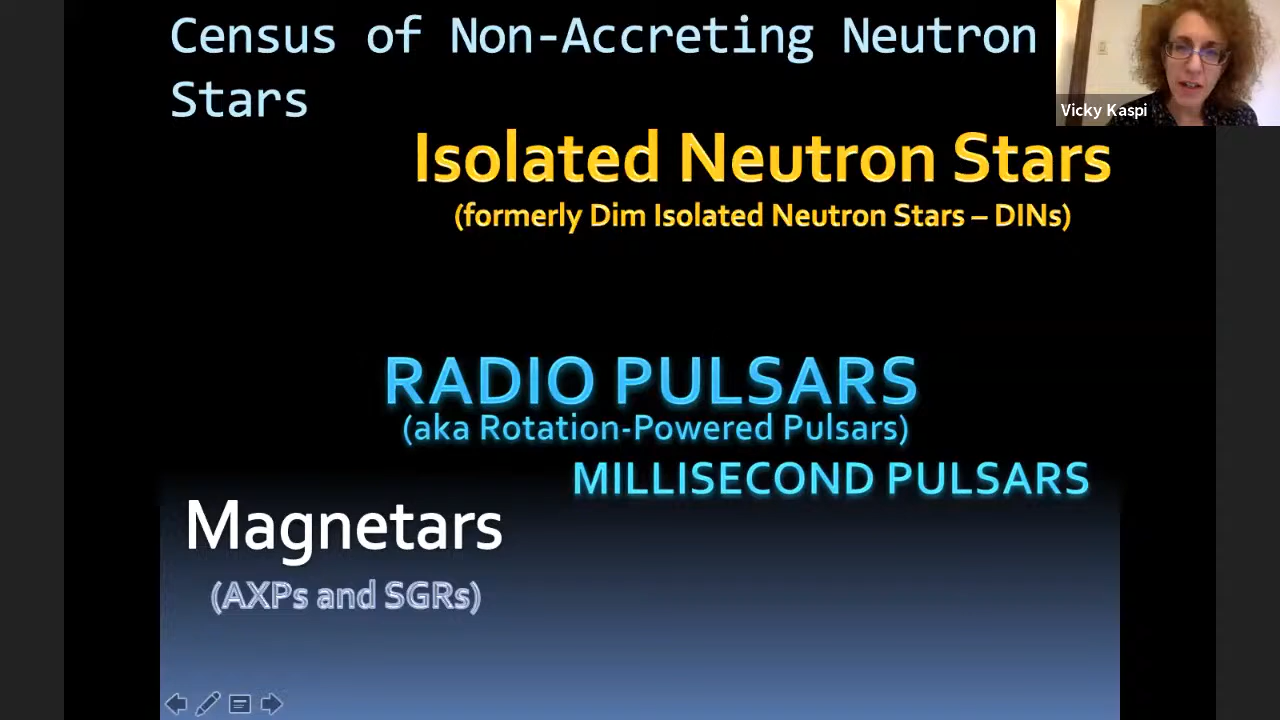 Census of Non-Accreting Neutron
Stars
Vicky Kaspi
Isolated Neutron Stars
(formerly Dim Isolated Neutron Stars – DINs)
RADIO PULSARS
(aka Rotation-Powered Pulsars)
MILLISECOND PULSARS
Magnetars
(AXPs and SGRs)